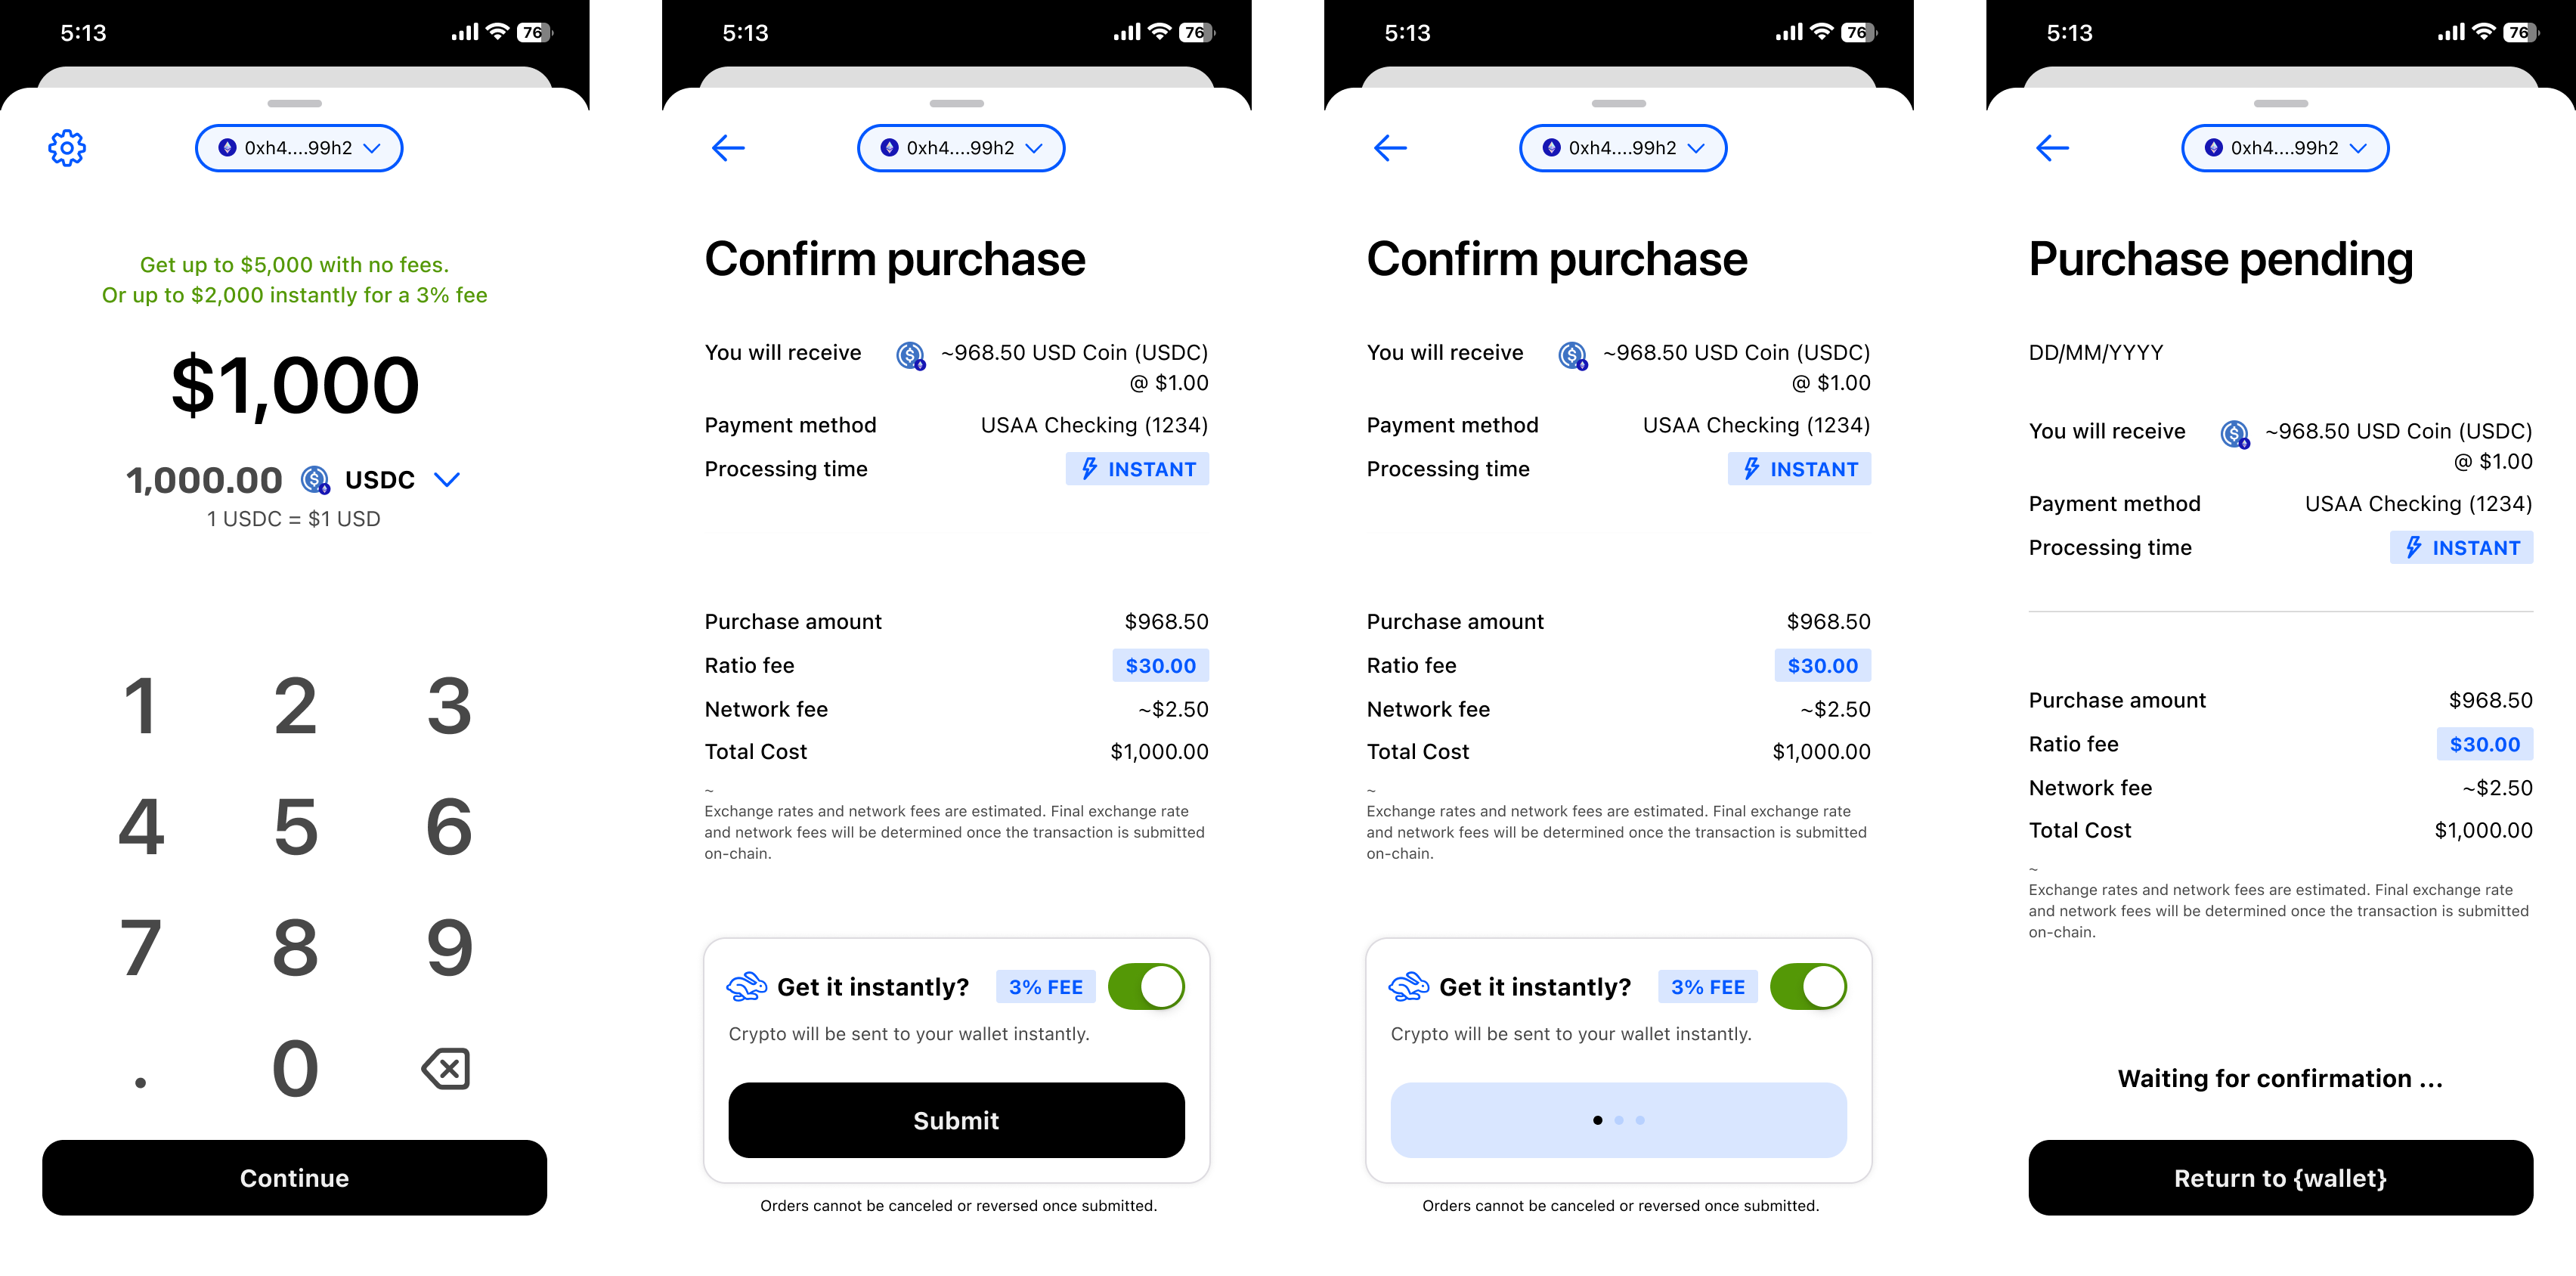 5:13
76
0xh4....99h2
Get up to $5,000 with no fees.
Or up to $2,000 instantly for a 3% fee
$1,000
1,000.00 USDC
1 USDC = $1 USD
1 2 3
4 5 6
7 8 9
. 0
Continue
5:13
76
0xh4....99h2
Confirm purchase
You will receive ~968.50 USD Coin (USDC)
@ $1.00
Payment method USAA Checking (1234)
Processing time INSTANT
Purchase amount $968.50
Ratio fee $30.00
Network fee ~$2.50
Total Cost $1,000.00
~
Exchange rates and network fees are estimated. Final exchange rate
and network fees will be determined once the transaction is submitted
on-chain.
Get it instantly? 3% FEE
Crypto will be sent to your wallet instantly.
Submit
Orders cannot be canceled or reversed once submitted.
5:13
76
0xh4....99h2
Confirm purchase
You will receive ~968.50 USD Coin (USDC)
@ $1.00
Payment method USAA Checking (1234)
Processing time INSTANT
Purchase amount $968.50
Ratio fee $30.00
Network fee ~$2.50
Total Cost $1,000.00
~
Exchange rates and network fees are estimated. Final exchange rate
and network fees will be determined once the transaction is submitted
on-chain.
Get it instantly? 3% FEE
Crypto will be sent to your wallet instantly.
Orders cannot be canceled or reversed once submitted.
5:13
76
0xh4....99h2
Purchase pending
DD/MM/YYYY
You will receive ~968.50 USD Coin (USDC)
@ $1.00
Payment method USAA Checking (1234)
Processing time INSTANT
Purchase amount $968.50
Ratio fee $30.00
Network fee ~$2.50
Total Cost $1,000.00
~
Exchange rates and network fees are estimated. Final exchange rate
and network fees will be determined once the transaction is submitted
on-chain.
Waiting for confirmation ...
Return to {wallet}